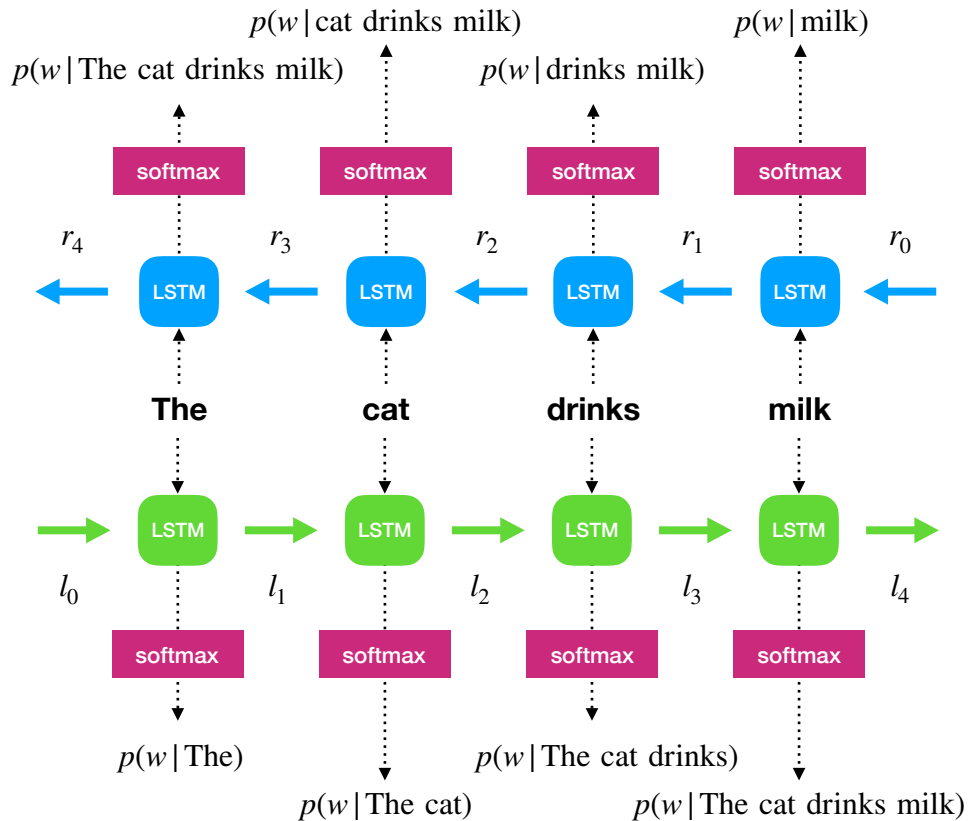 p(w|cat drinks milk) p(w|milk)
p(w|The cat drinks milk) p(w|drinks milk)
softmax softmax softmax softmax
r₄ r₃ r₂ r₁ r₀
LSTM LSTM LSTM LSTM
The cat drinks milk
LSTM LSTM LSTM LSTM
l₀ l₁ l₂ l₃ l₄
softmax softmax softmax softmax
p(w|The) p(w|The cat drinks)
p(w|The cat) p(w|The cat drinks milk)